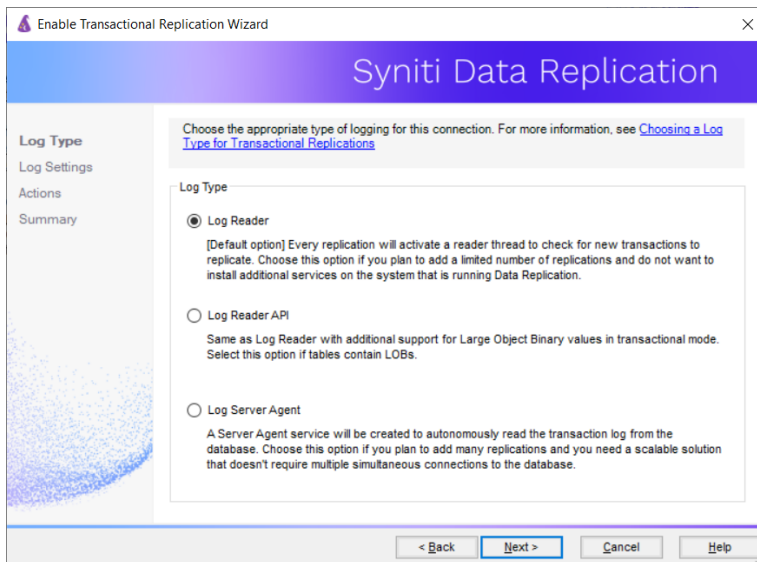 Enable Transactional Replication Wizard
Syniti Data Replication
Log Type
Log Settings
Actions
Summary
Choose the appropriate type of logging for this connection. For more information, see Choosing a Log
Type for Transactional Replications
Log Type
Log Reader
[Default option] Every replication will activate a reader thread to check for new transactions to
replicate. Choose this option if you plan to add a limited number of replications and do not want to
install additional services on the system that is running Data Replication.
Log Reader API
Same as Log Reader with additional support for Large Object Binary values in transactional mode.
Select this option if tables contain LOBs.
Log Server Agent
A Server Agent service will be created to autonomously read the transaction log from the
database. Choose this option if you plan to add many replications and you need a scalable solution
that doesn't require multiple simultaneous connections to the database.
< Back
Next >
Cancel
Help